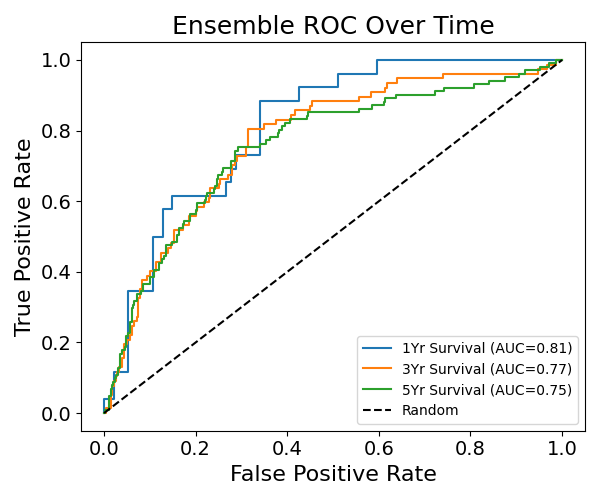 Ensemble ROC Over Time
True Positive Rate
1.0
0.8
0.6
0.4
0.2
0.0
0.0 0.2 0.4 0.6 0.8 1.0
False Positive Rate
1Yr Survival (AUC=0.81)
3Yr Survival (AUC=0.77)
5Yr Survival (AUC=0.75)
Random